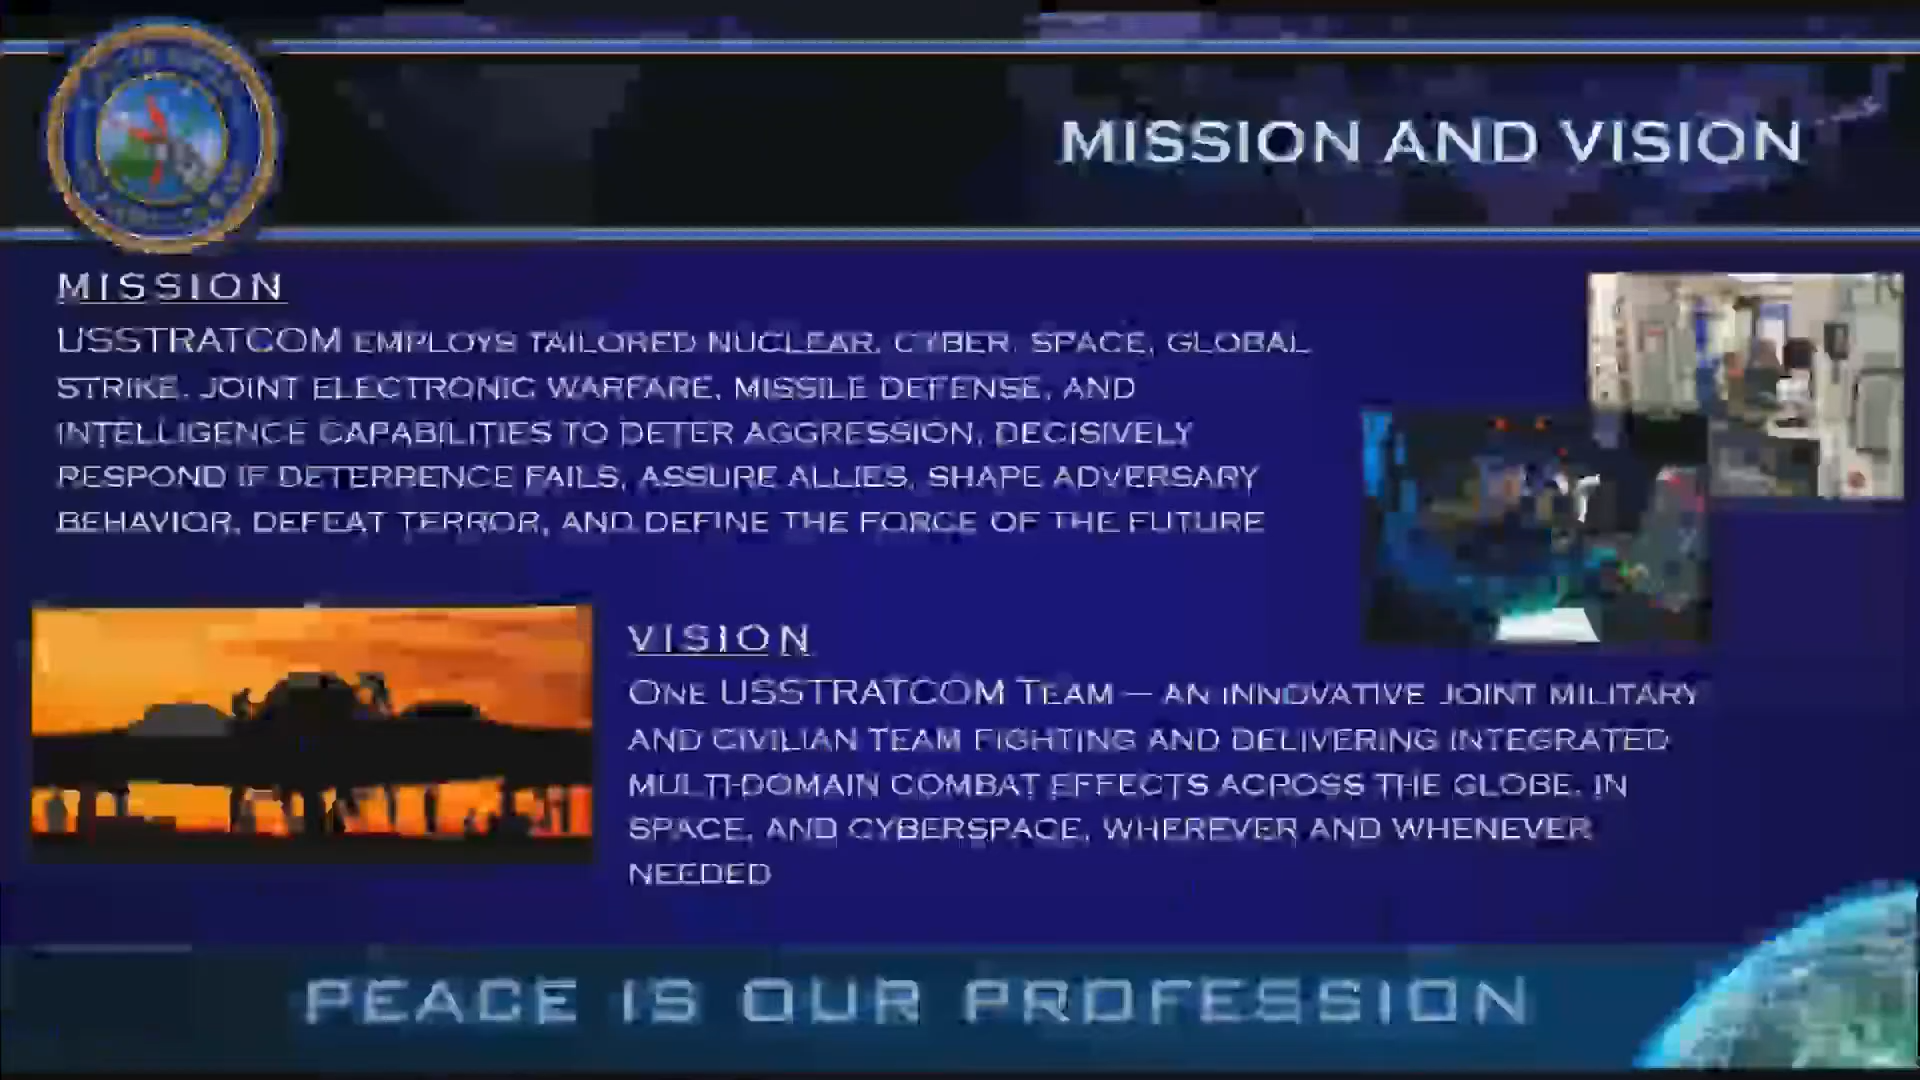 MISSION AND VISION
MISSION
USSTRATCOM EMPLOYS TAILORED NUCLEAR, CYBER, SPACE, GLOBAL
STRIKE, JOINT ELECTRONIC WARFARE, MISSILE DEFENSE, AND
INTELLIGENCE CAPABILITIES TO DETER AGGRESSION, DECISIVELY
RESPOND IF DETERRENCE FAILS, ASSURE ALLIES, SHAPE ADVERSARY
BEHAVIOR, DEFEAT TERROR, AND DEFINE THE FORCE OF THE FUTURE
VISION
ONE USSTRATCOM TEAM – AN INNOVATIVE JOINT MILITARY
AND CIVILIAN TEAM FIGHTING AND DELIVERING INTEGRATED
MULTI-DOMAIN COMBAT EFFECTS ACROSS THE GLOBE, IN
SPACE, AND CYBERSPACE, WHEREVER AND WHENEVER
NEEDED
PEACE IS OUR PROFESSION